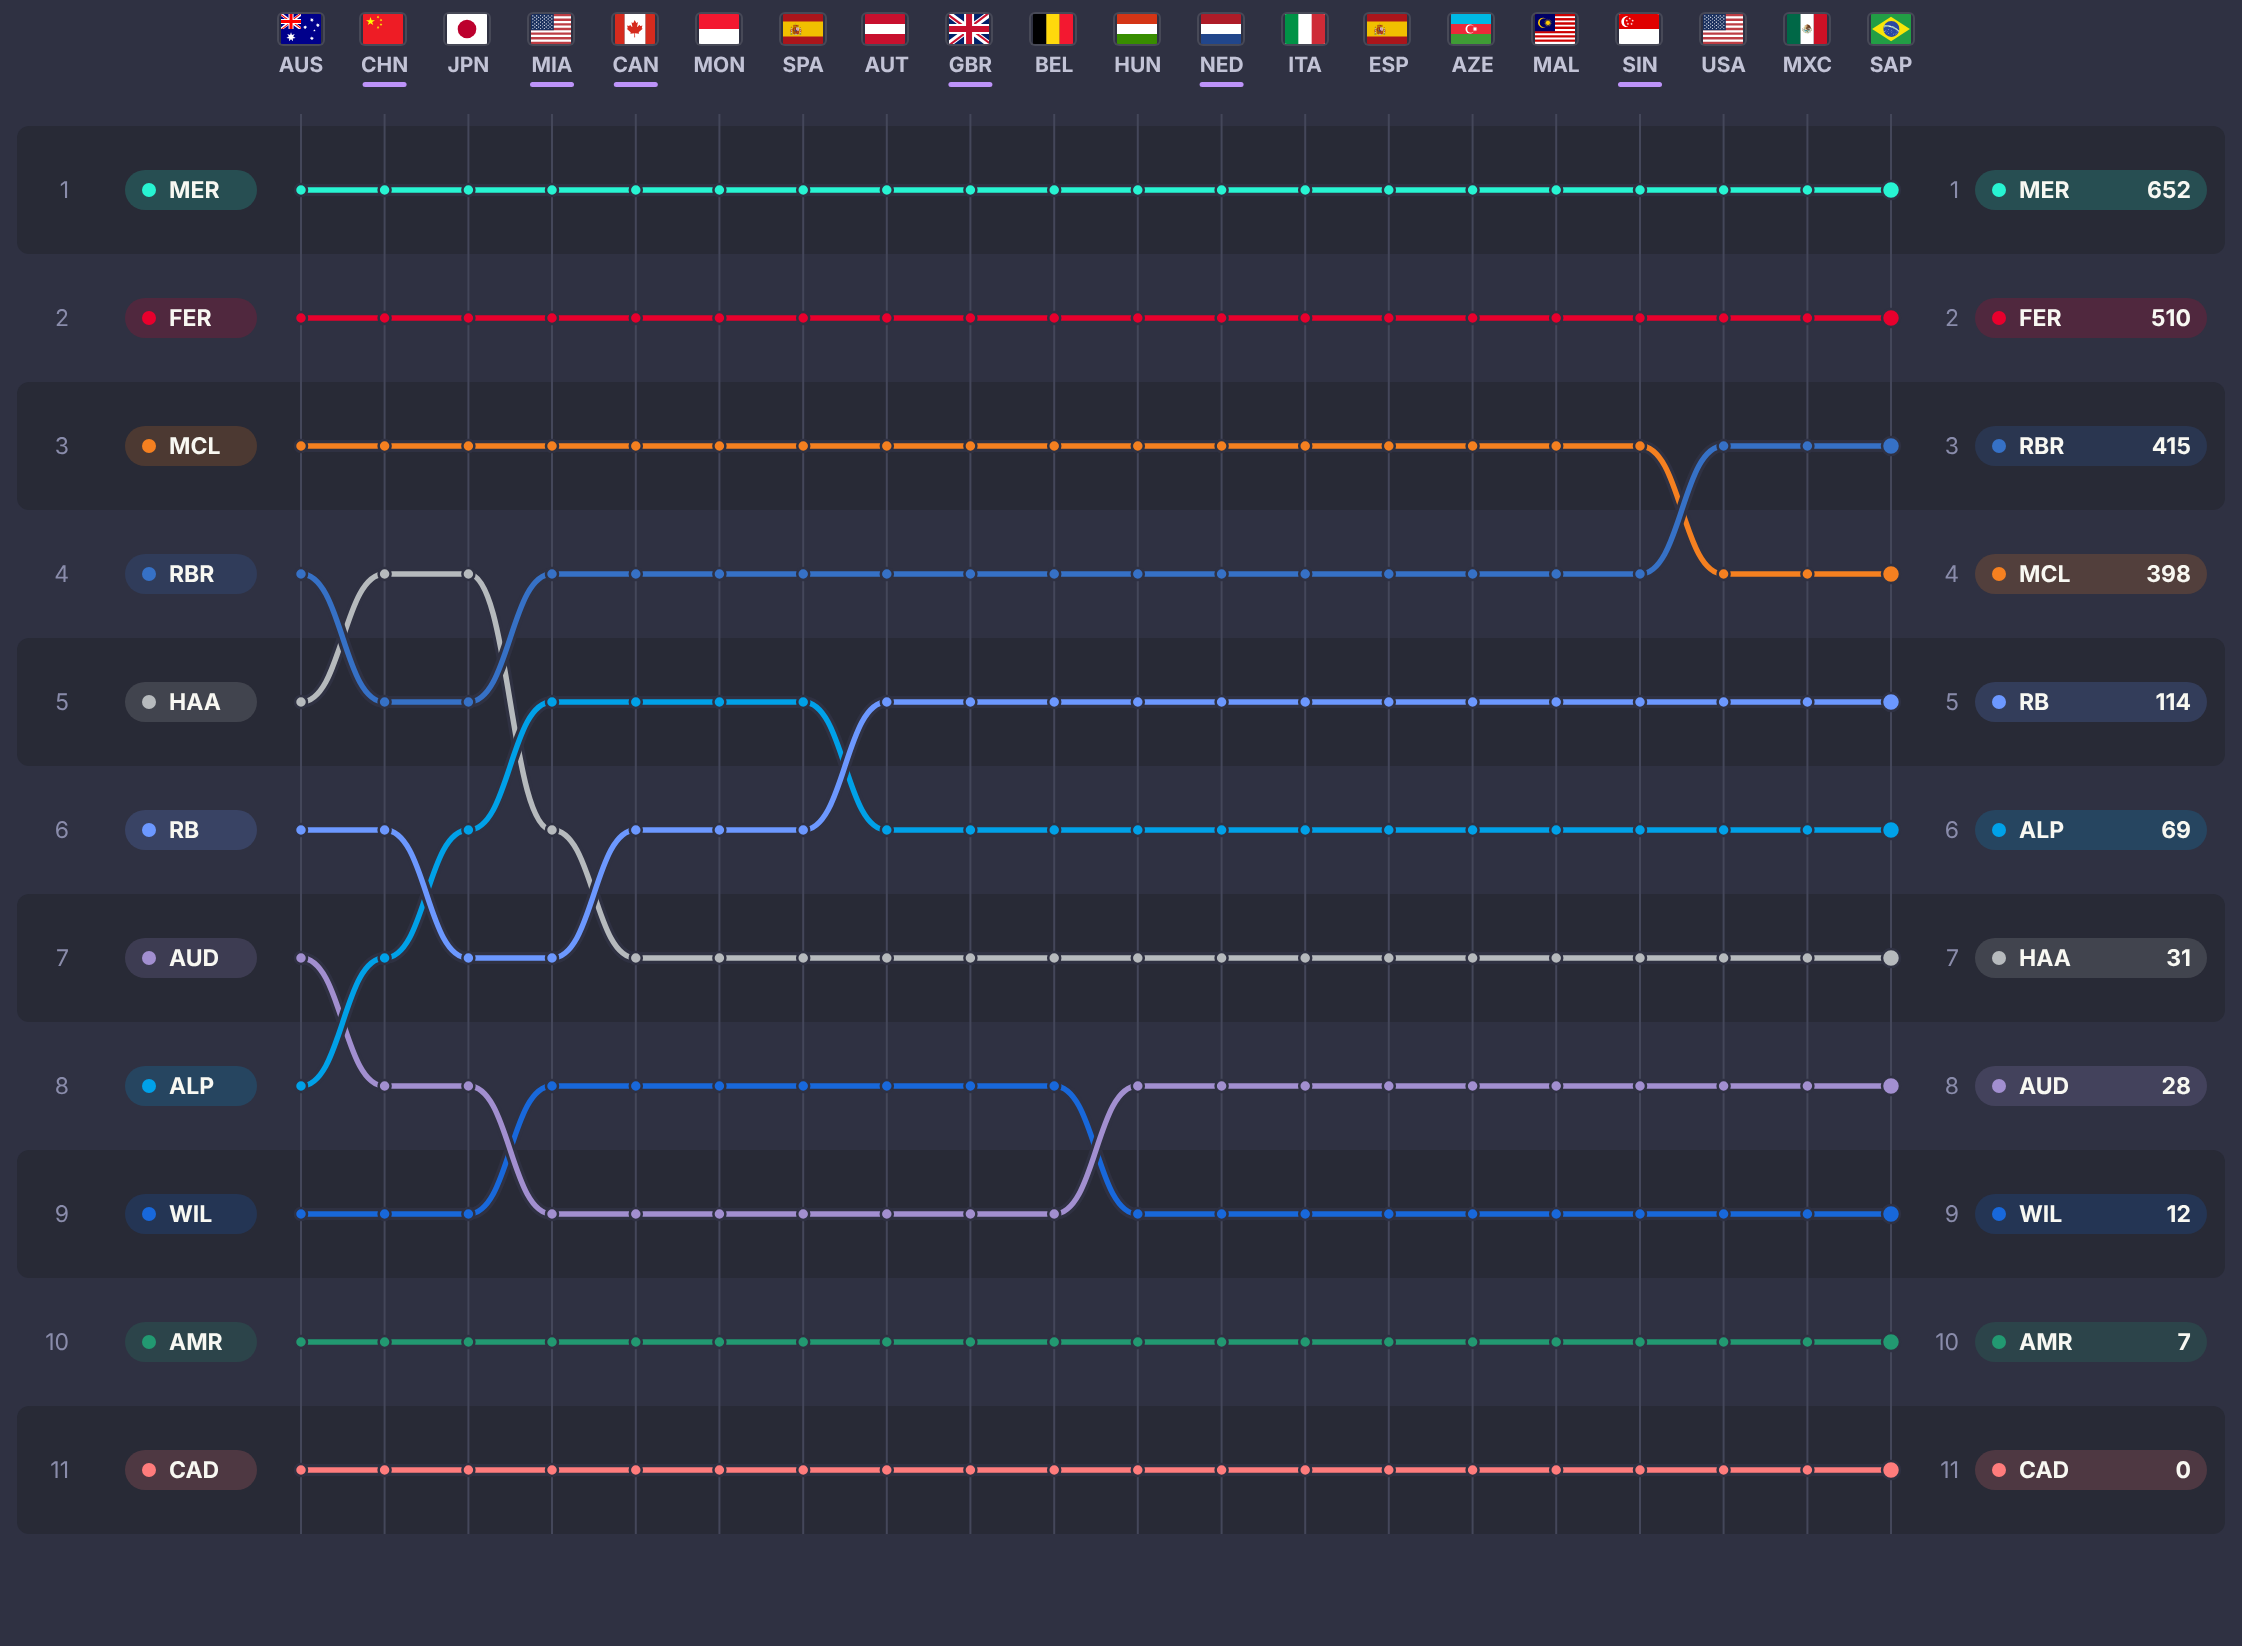 AUS CHN JPN MIA CAN MON SPA AUT GBR BEL HUN NED ITA ESP AZE MAL SIN USA MXC SAP
1 MER 1 MER 652
2 FER 2 FER 510
3 MCL 3 RBR 415
4 RBR 4 MCL 398
5 HAA 5 RB 114
6 RB 6 ALP 69
7 AUD 7 HAA 31
8 ALP 8 AUD 28
9 WIL 9 WIL 12
10 AMR 10 AMR 7
11 CAD 11 CAD 0